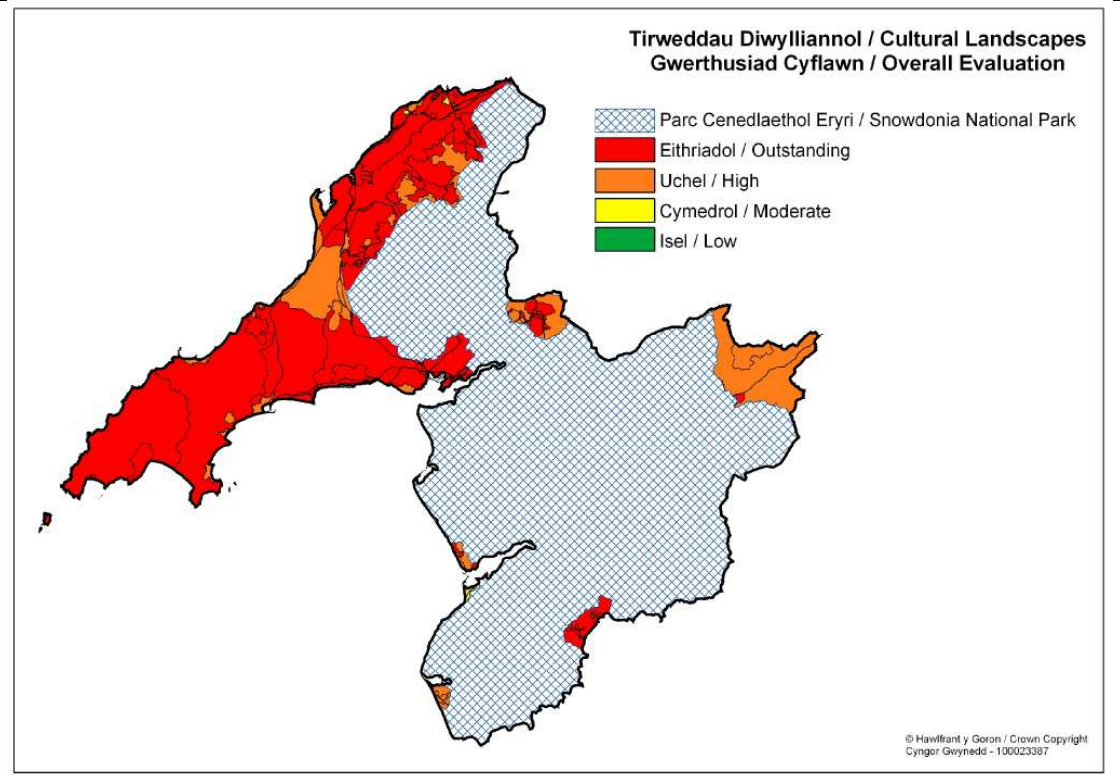 Tirweddau Diwylliannol / Cultural Landscapes
Gwerthusiad Cyflawn / Overall Evaluation
Parc Cenedlaethol Eryri / Snowdonia National Park
Eithriadol / Outstanding
Uchel / High
Cymedrol / Moderate
Isel / Low
© Hawlfrant y Goron / Crown Copyright
Cyngor Gwynedd - 100023387